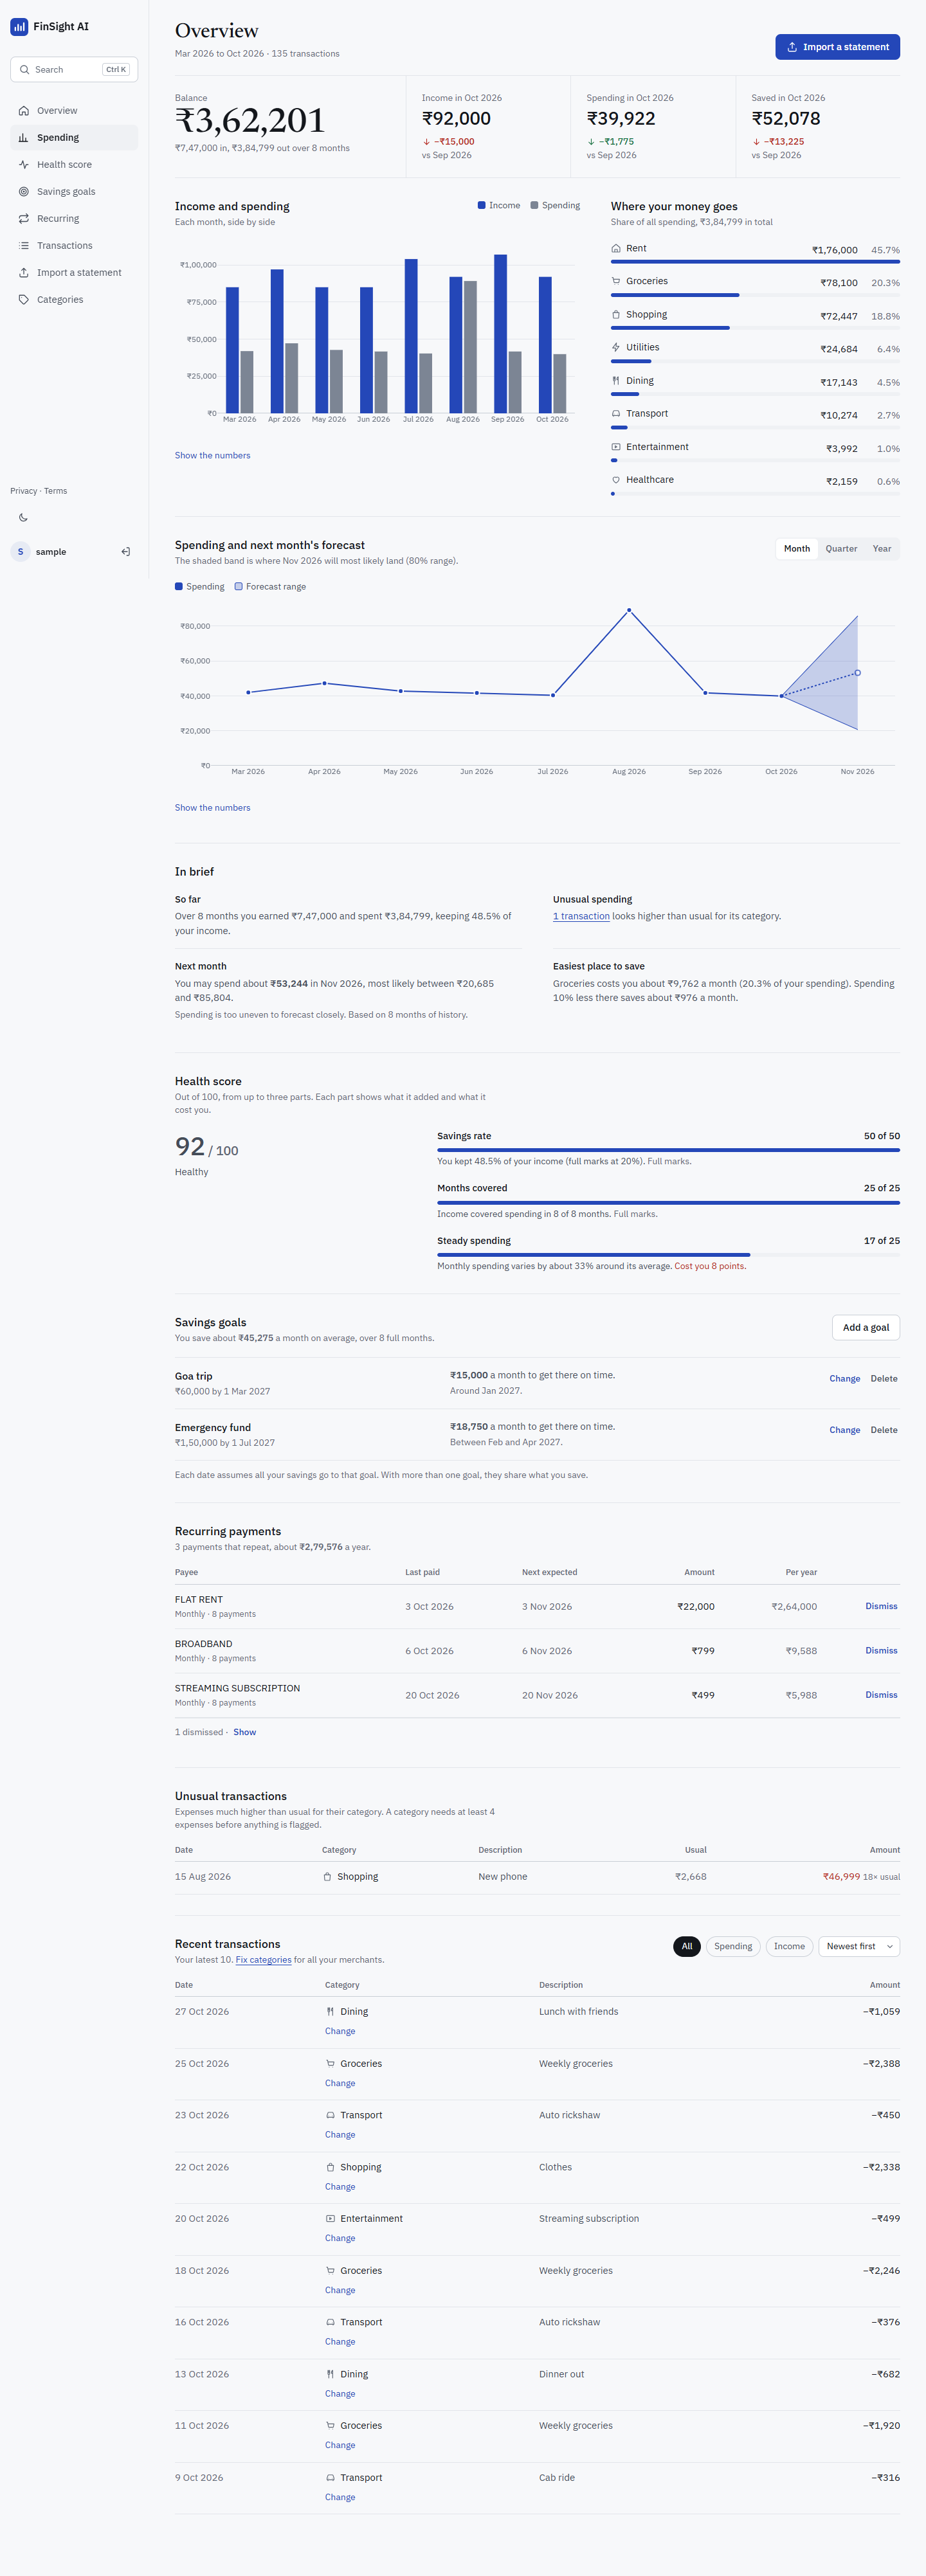 FinSight AI
Search Ctrl K
Overview
Spending
Health score
Savings goals
Recurring
Transactions
Import a statement
Categories
Privacy · Terms
S sample
Overview
Mar 2026 to Oct 2026 · 135 transactions
Import a statement
Balance
₹3,62,201
₹7,47,000 in, ₹3,84,799 out over 8 months
Income in Oct 2026
₹92,000
↓ −₹15,000
vs Sep 2026
Spending in Oct 2026
₹39,922
↓ −₹1,775
vs Sep 2026
Saved in Oct 2026
₹52,078
↓ −₹13,225
vs Sep 2026
Income and spending
Each month, side by side
Income Spending
₹1,00,000
₹75,000
₹50,000
₹25,000
₹0
Mar 2026 Apr 2026 May 2026 Jun 2026 Jul 2026 Aug 2026 Sep 2026 Oct 2026
Show the numbers
Where your money goes
Share of all spending, ₹3,84,799 in total
Rent ₹1,76,000 45.7%
Groceries ₹78,100 20.3%
Shopping ₹72,447 18.8%
Utilities ₹24,684 6.4%
Dining ₹17,143 4.5%
Transport ₹10,274 2.7%
Entertainment ₹3,992 1.0%
Healthcare ₹2,159 0.6%
Spending and next month's forecast
The shaded band is where Nov 2026 will most likely land (80% range).
Month Quarter Year
Spending Forecast range
₹80,000
₹60,000
₹40,000
₹20,000
₹0
Mar 2026 Apr 2026 May 2026 Jun 2026 Jul 2026 Aug 2026 Sep 2026 Oct 2026 Nov 2026
Show the numbers
In brief
So far
Over 8 months you earned ₹7,47,000 and spent ₹3,84,799, keeping 48.5% of
your income.
Unusual spending
1 transaction looks higher than usual for its category.
Next month
You may spend about ₹53,244 in Nov 2026, most likely between ₹20,685
and ₹85,804.
Spending is too uneven to forecast closely. Based on 8 months of history.
Easiest place to save
Groceries costs you about ₹9,762 a month (20.3% of your spending). Spending
10% less there saves about ₹976 a month.
Health score
Out of 100, from up to three parts. Each part shows what it added and what it
cost you.
92 / 100
Healthy
Savings rate 50 of 50
You kept 48.5% of your income (full marks at 20%). Full marks.
Months covered 25 of 25
Income covered spending in 8 of 8 months. Full marks.
Steady spending 17 of 25
Monthly spending varies by about 33% around its average. Cost you 8 points.
Savings goals
You save about ₹45,275 a month on average, over 8 full months.
Add a goal
Goa trip
₹60,000 by 1 Mar 2027
₹15,000 a month to get there on time.
Around Jan 2027.
Change Delete
Emergency fund
₹1,50,000 by 1 Jul 2027
₹18,750 a month to get there on time.
Between Feb and Apr 2027.
Change Delete
Each date assumes all your savings go to that goal. With more than one goal, they share what you save.
Recurring payments
3 payments that repeat, about ₹2,79,576 a year.
Payee Last paid Next expected Amount Per year
FLAT RENT
Monthly · 8 payments
3 Oct 2026 3 Nov 2026 ₹22,000 ₹2,64,000 Dismiss
BROADBAND
Monthly · 8 payments
6 Oct 2026 6 Nov 2026 ₹799 ₹9,588 Dismiss
STREAMING SUBSCRIPTION
Monthly · 8 payments
20 Oct 2026 20 Nov 2026 ₹499 ₹5,988 Dismiss
1 dismissed · Show
Unusual transactions
Expenses much higher than usual for their category. A category needs at least 4
expenses before anything is flagged.
Date Category Description Usual Amount
15 Aug 2026 Shopping New phone ₹2,668 ₹46,999 18× usual
Recent transactions
Your latest 10. Fix categories for all your merchants.
All Spending Income Newest first
Date Category Description Amount
27 Oct 2026 Dining Lunch with friends −₹1,059
Change
25 Oct 2026 Groceries Weekly groceries −₹2,388
Change
23 Oct 2026 Transport Auto rickshaw −₹450
Change
22 Oct 2026 Shopping Clothes −₹2,338
Change
20 Oct 2026 Entertainment Streaming subscription −₹499
Change
18 Oct 2026 Groceries Weekly groceries −₹2,246
Change
16 Oct 2026 Transport Auto rickshaw −₹376
Change
13 Oct 2026 Dining Dinner out −₹682
Change
11 Oct 2026 Groceries Weekly groceries −₹1,920
Change
9 Oct 2026 Transport Cab ride −₹316
Change